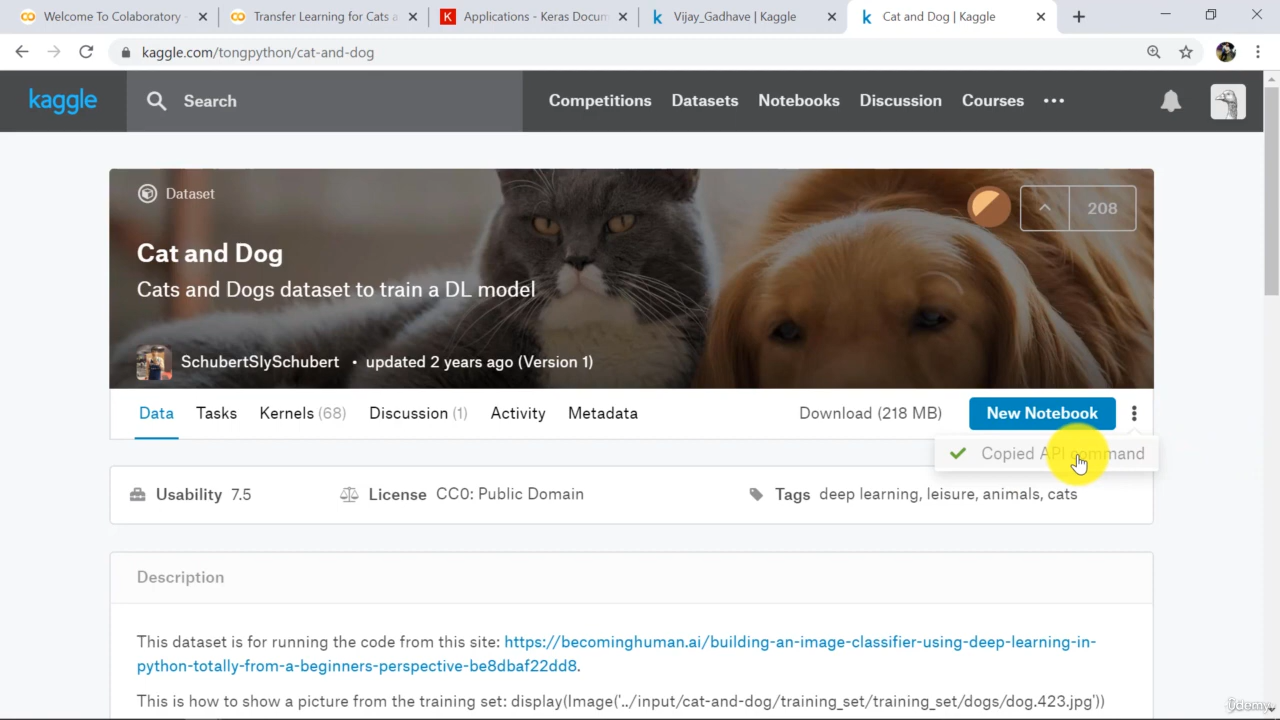 Welcome To Colaboratory
Transfer Learning for Cats a
Applications - Keras Docum
Vijay_Gadhave | Kaggle
Cat and Dog | Kaggle
kaggle.com/tongpython/cat-and-dog
kaggle
Search
Competitions
Datasets
Notebooks
Discussion
Courses
Dataset
208
Cat and Dog
Cats and Dogs dataset to train a DL model
SchubertSlySchubert • updated 2 years ago (Version 1)
Data
Tasks
Kernels (68)
Discussion (1)
Activity
Metadata
Download (218 MB)
New Notebook
Copied API command
Usability 7.5
License CC0: Public Domain
Tags deep learning, leisure, animals, cats
Description
This dataset is for running the code from this site: https://becominghuman.ai/building-an-image-classifier-using-deep-learning-in-
python-totally-from-a-beginners-perspective-be8dbaf22dd8.
This is how to show a picture from the training set: display(Image('../input/cat-and-dog/training_set/training_set/dogs/dog.423.jpg'))
Udemy